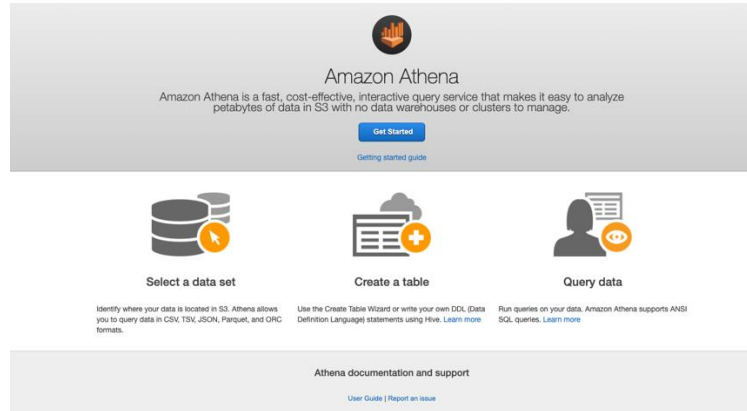 Amazon Athena
Amazon Athena is a fast, cost-effective, interactive query service that makes it easy to analyze
petabytes of data in S3 with no data warehouses or clusters to manage.
Get Started
Getting started guide
Select a data set
Identify where your data is located in S3. Athena allows
you to query data in CSV, TSV, JSON, Parquet, and ORC
formats.
Create a table
Use the Create Table Wizard or write your own DDL (Data
Definition Language) statements using Hive. Learn more
Query data
Run queries on your data. Amazon Athena supports ANSI
SQL queries. Learn more
Athena documentation and support
User Guide | Report an issue